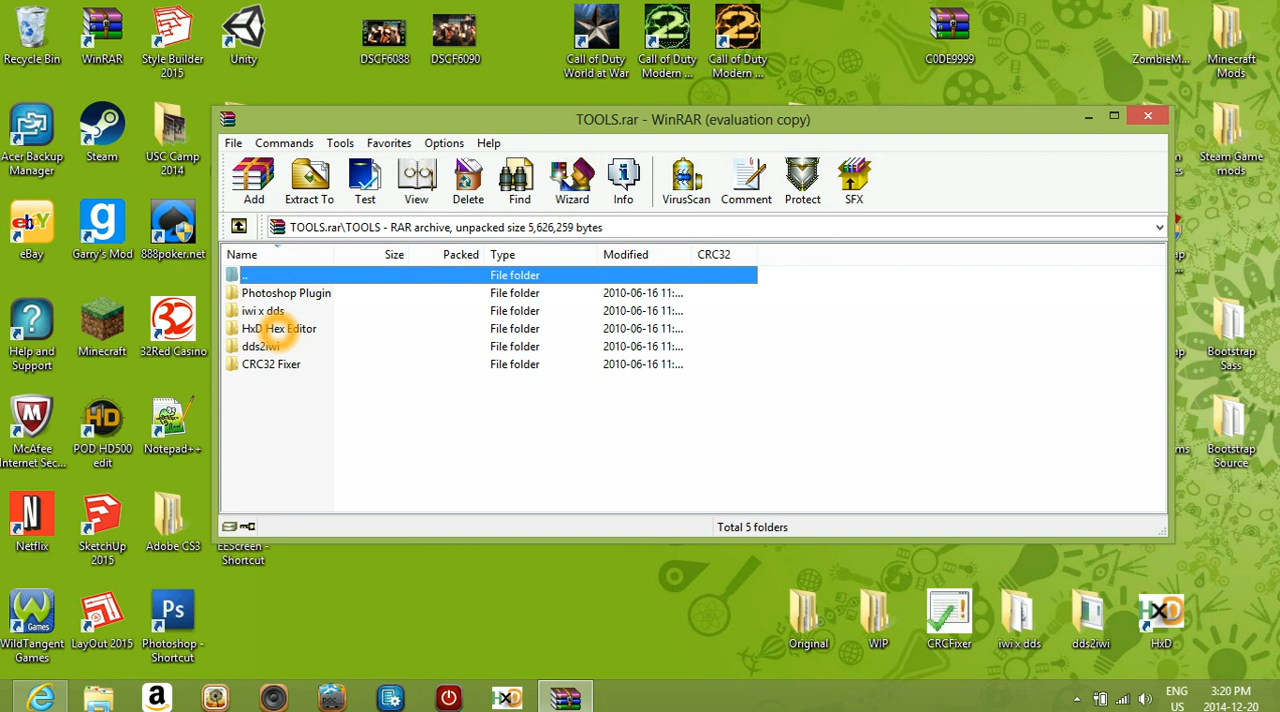 Recycle Bin
WinRAR
Style Builder
2015
Unity
DSCF6088
DSCF6090
Call of Duty
World at War
Call of Duty
Modern ...
Call of Duty
Modern ...
C0DE9999
ZombieM...
Minecraft
Mods
TOOLS.rar - WinRAR (evaluation copy)
File Commands Tools Favorites Options Help
Add
Extract To
Test
View
Delete
Find
Wizard
Info
VirusScan
Comment
Protect
SFX
TOOLS.rar\TOOLS - RAR archive, unpacked size 5,626,259 bytes
Name Size Packed Type Modified CRC32
.. File folder
Photoshop Plugin File folder 2010-06-16 11:...
iwi x dds File folder 2010-06-16 11:...
HxD Hex Editor File folder 2010-06-16 11:...
dds2iwi File folder 2010-06-16 11:...
CRC32 Fixer File folder 2010-06-16 11:...
Total 5 folders
Acer Backup
Manager
Steam
USC Camp
2014
Steam Game
mods
ebY
eBay
g
Garry's Mod
888poker.net
?
Help and
Support
Minecraft
32
32Red Casino
Bootstrap
Sass
McAfee
Internet Sec...
HD
POD HD500
edit
Notepad++
Bootstrap
Source
N
Netflix
SketchUp
2015
Adobe CS3
EEScreen -
Shortcut
W
WildTangent
Games
LayOut 2015
Ps
Photoshop -
Shortcut
Original
WIP
CRCFixer
iwi x dds
dds2iwi
HxD
HxD
a
HxD
ENG
US
3:20 PM
2014-12-20